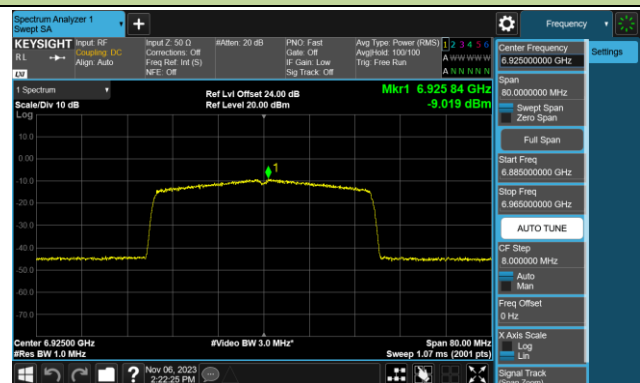 Spectrum Analyzer 1
Swept SA
+
Frequency
KEYSIGHT
RL
LXI
Input: RF
Coupling: DC
Align: Auto
Input Z: 50 Ω
Corrections: Off
Freq Ref: Int (S)
NFE: Off
#Atten: 20 dB
PNO: Fast
Gate: Off
IF Gain: Low
Sig Track: Off
Avg Type: Power (RMS)
Avg|Hold: 100/100
Trig: Free Run
1 2 3 4 5 6
A W W W W W
A N N N N N
1 Spectrum
Scale/Div 10 dB
Log
Ref Lvl Offset 24.00 dB
Ref Level 20.00 dBm
Mkr1 6.925 84 GHz
-9.019 dBm
10.0
0.00
-10.0
-20.0
-30.0
-40.0
-50.0
-60.0
-70.0
1
Center 6.92500 GHz
#Res BW 1.0 MHz
#Video BW 3.0 MHz*
Span 80.00 MHz
Sweep 1.07 ms (2001 pts)
Nov 06, 2023
2:22:25 PM
?
Center Frequency
6.925000000 GHz
Settings
Span
80.0000000 MHz
Swept Span
Zero Span
Full Span
Start Freq
6.885000000 GHz
Stop Freq
6.965000000 GHz
AUTO TUNE
CF Step
8.000000 MHz
Auto
Man
Freq Offset
0 Hz
X Axis Scale
Log
Lin
Signal Track
(Span Zoom)